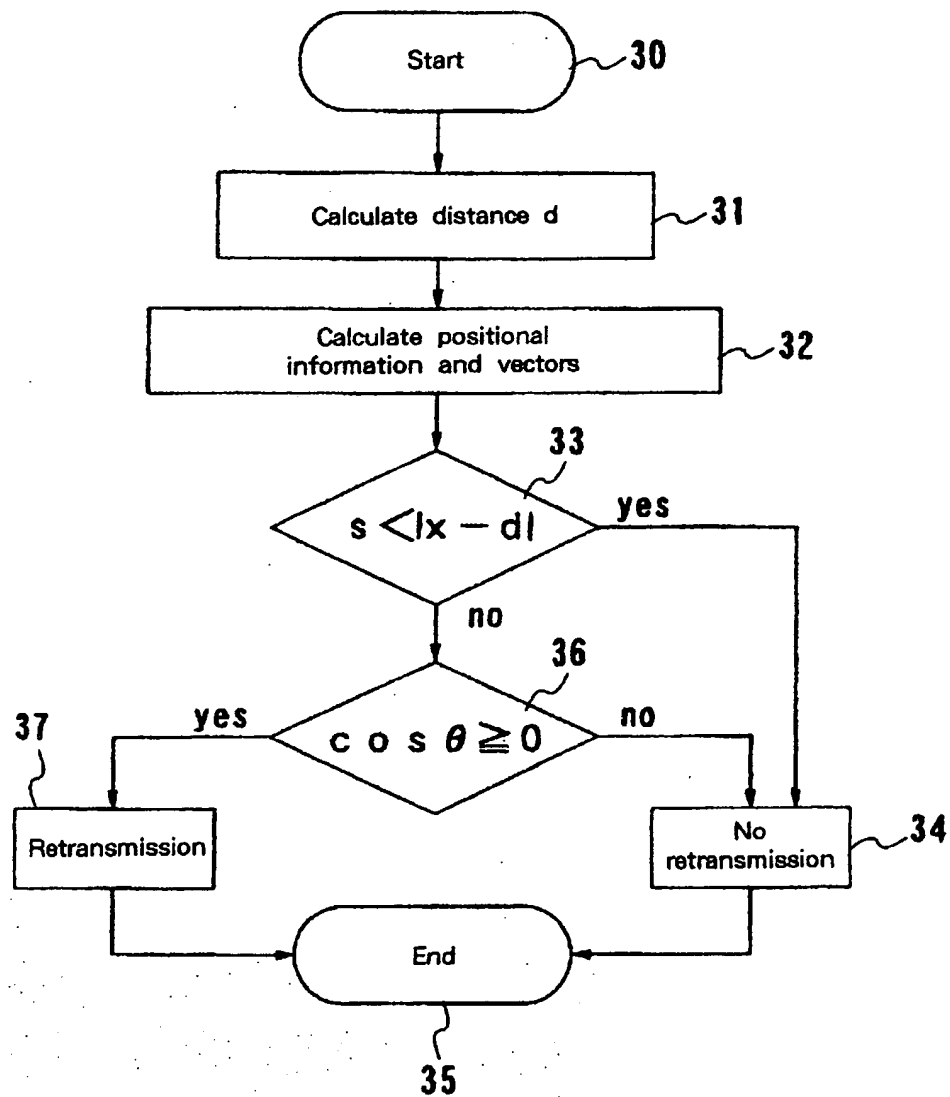 Start
30
Calculate distance d
31
Calculate positional
information and vectors
32
33
s <|x - d|
yes
no
36
yes
cos θ ≧ 0
no
37
Retransmission
No
retransmission
34
End
35